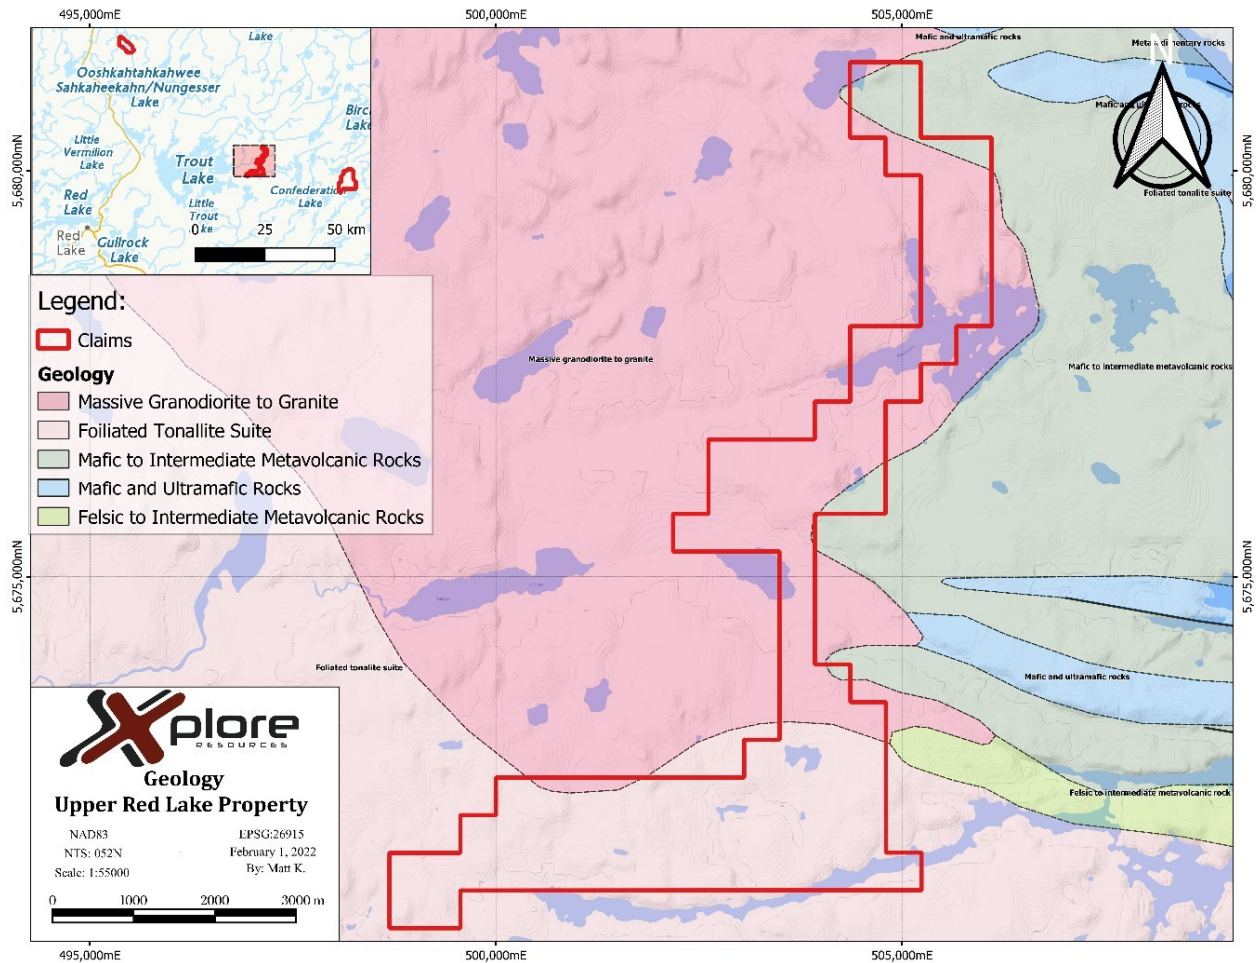 495,000mE
500,000mE
505,000mE
Lake
Ooshkahtahkahwee
Sahkaheekahn/Nungesser
Lake
Birc
Lake
Little
Vermilion
Lake
Trout
Lake
Red
Lake
Confederation
Lake
Little
Trout
Red
Lake
Gullrock
Lake
0 25 50 km
Mafic and ultramafic rocks
N
Mafic and ultramafic rocks
Foliated tonalite suite
5,680,000mN
5,680,000mN
Legend:
Claims
Geology
Massive Granodiorite to Granite
Foiliated Tonallite Suite
Mafic to Intermediate Metavolcanic Rocks
Mafic and Ultramafic Rocks
Felsic to Intermediate Metavolcanic Rocks
Massive granodiorite to granite
Mafic to intermediate metavolcanic rocks
5,675,000mN
5,675,000mN
Foliated tonalite suite
Mafic and ultramafic rocks
Felsic to intermediate metavolcanic rock
Xplore
RESOURCES
Geology
Upper Red Lake Property
NAD83
EPSG:26915
NTS: 052N
February 1, 2022
Scale: 1:55000
By: Matt K.
0 1000 2000 3000 m
495,000mE
500,000mE
505,000mE